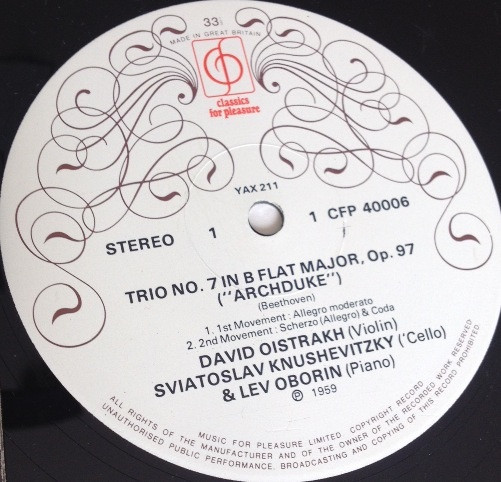 33⅓
MADE IN GREAT BRITAIN
classics
for pleasure
YAX 211
STEREO 1 1 CFP 40006
TRIO NO. 7 IN B FLAT MAJOR, Op. 97
("ARCHDUKE")
(Beethoven)
1. 1st Movement: Allegro moderato
2. 2nd Movement: Scherzo (Allegro) & Coda
DAVID OISTRAKH (Violin)
SVIATOSLAV KNUSHEVITZKY ('Cello)
& LEV OBORIN (Piano)
℗ 1959
MUSIC FOR PLEASURE LIMITED COPYRIGHT RECORD
ALL RIGHTS OF THE MANUFACTURER AND OF THE OWNER OF THE RECORDED WORK RESERVED
UNAUTHORISED PUBLIC PERFORMANCE. BROADCASTING AND COPYING OF THIS RECORD PROHIBITED